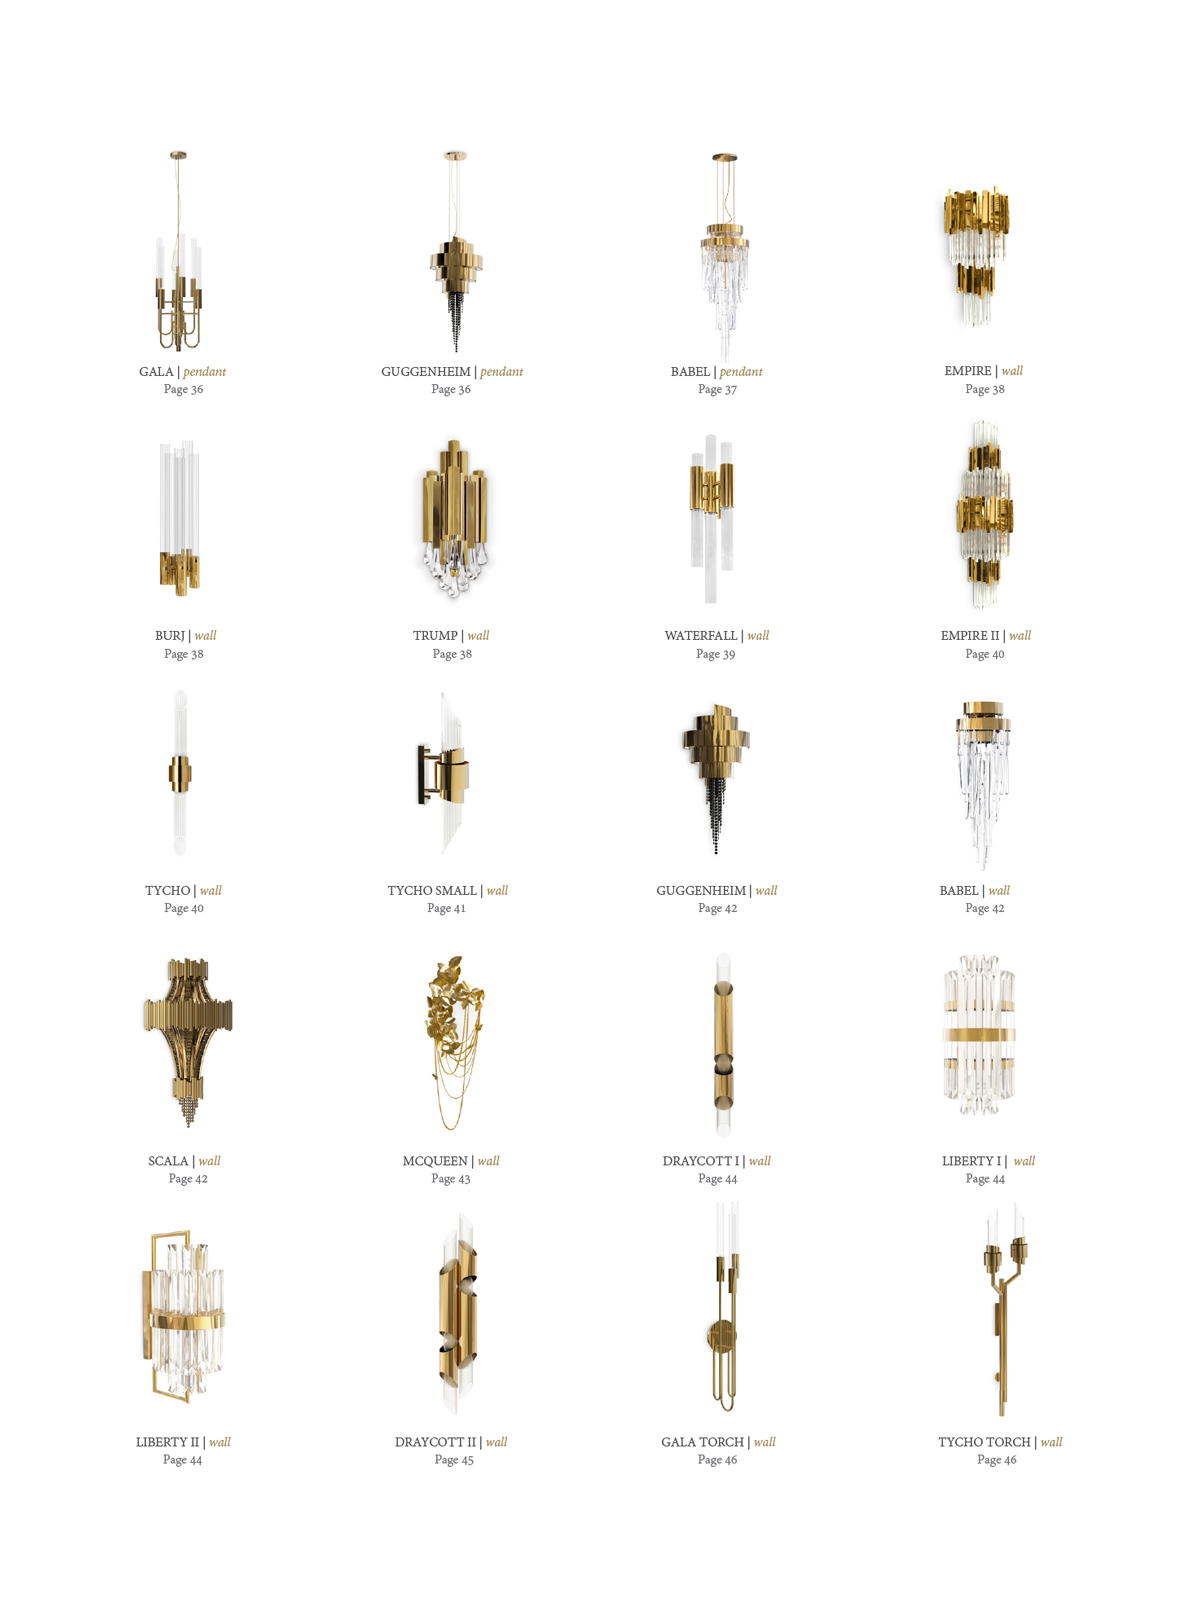 GALA | pendant
Page 36
GUGGENHEIM | pendant
Page 36
BABEL | pendant
Page 37
EMPIRE | wall
Page 38
BURJ | wall
Page 38
TRUMP | wall
Page 38
WATERFALL | wall
Page 39
EMPIRE II | wall
Page 40
TYCHO | wall
Page 40
TYCHO SMALL | wall
Page 41
GUGGENHEIM | wall
Page 42
BABEL | wall
Page 42
SCALA | wall
Page 42
MCQUEEN | wall
Page 43
DRAYCOTT I | wall
Page 44
LIBERTY I | wall
Page 44
LIBERTY II | wall
Page 44
DRAYCOTT II | wall
Page 45
GALA TORCH | wall
Page 46
TYCHO TORCH | wall
Page 46